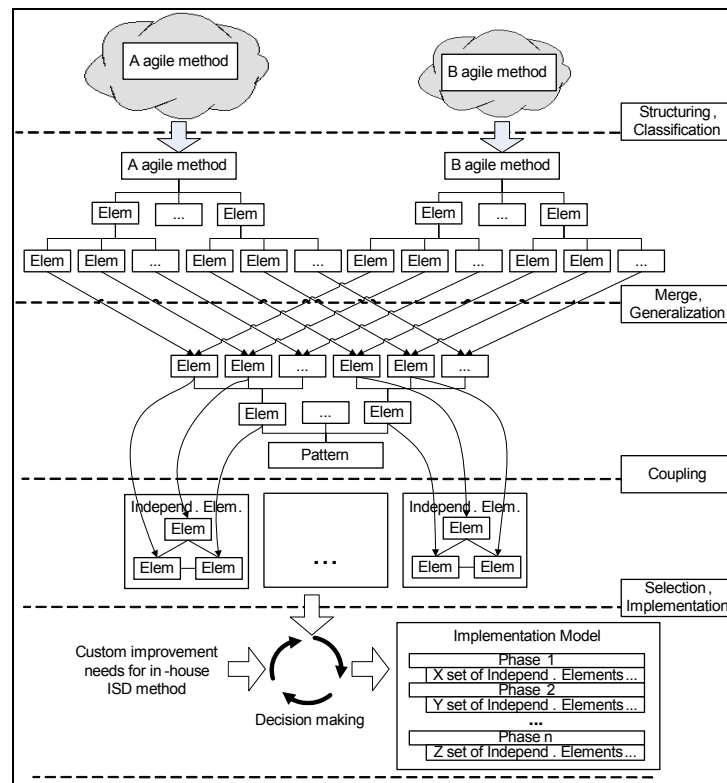 A agile method
B agile method
Structuring,
Classification
A agile method
B agile method
Elem
...
Elem
Elem
...
Elem
Elem
Elem
...
Elem
Elem
...
Elem
Elem
...
Elem
Elem
...
Merge,
Generalization
Elem
Elem
...
Elem
Elem
...
Elem
...
Elem
Pattern
Coupling
Independ. Elem.
Elem
Elem
Elem
...
Independ. Elem.
Elem
Elem
Elem
Selection,
Implementation
Custom improvement
needs for in-house
ISD method
Decision making
Implementation Model
Phase 1
X set of Independ. Elements...
Phase 2
Y set of Independ. Elements...
...
Phase n
Z set of Independ. Elements...